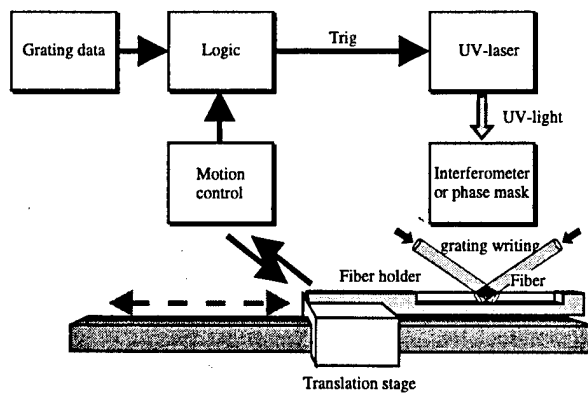 Grating data
Logic
Trig
UV-laser
UV-light
Motion
control
Interferometer
or phase mask
grating writing
Fiber holder
Fiber
Translation stage